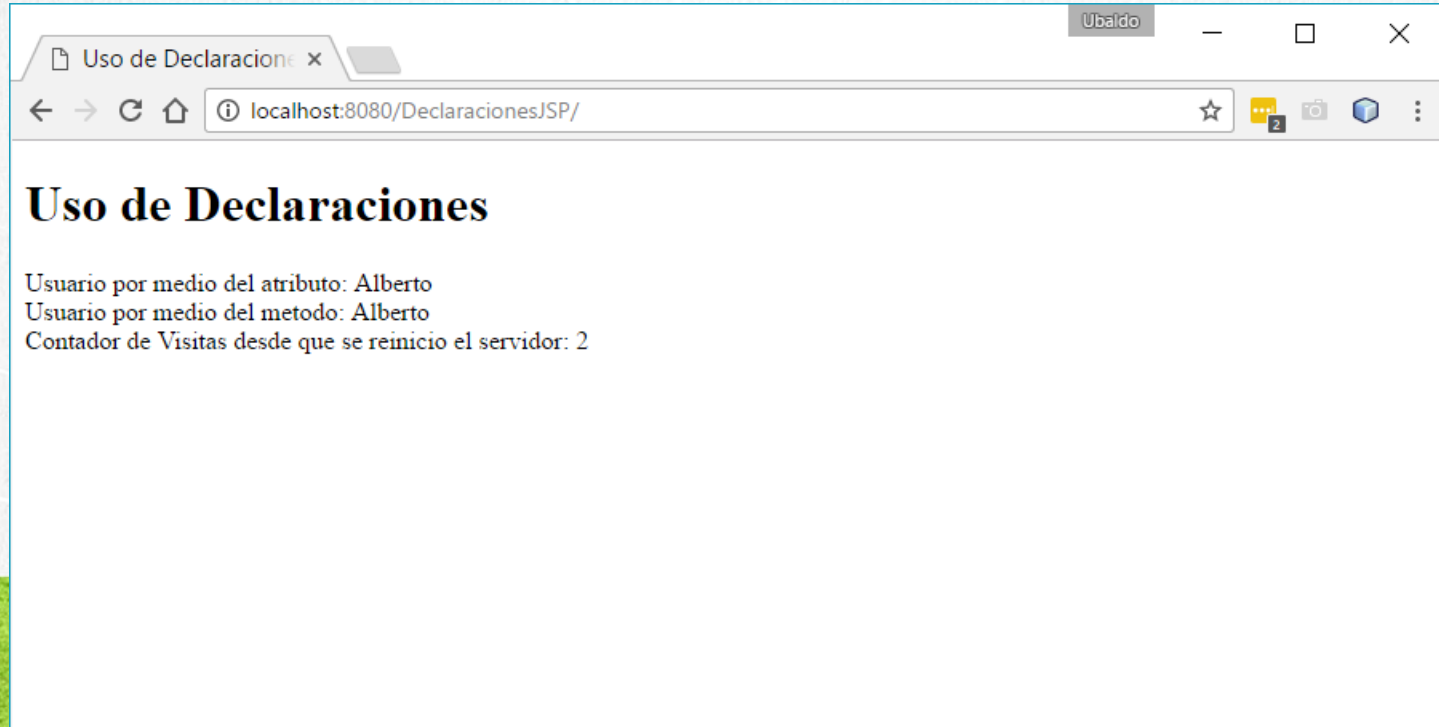 Ubaldo
Uso de Declaracione
localhost:8080/DeclaracionesJSP/
2
Uso de Declaraciones
Usuario por medio del atributo: Alberto
Usuario por medio del metodo: Alberto
Contador de Visitas desde que se reinicio el servidor: 2